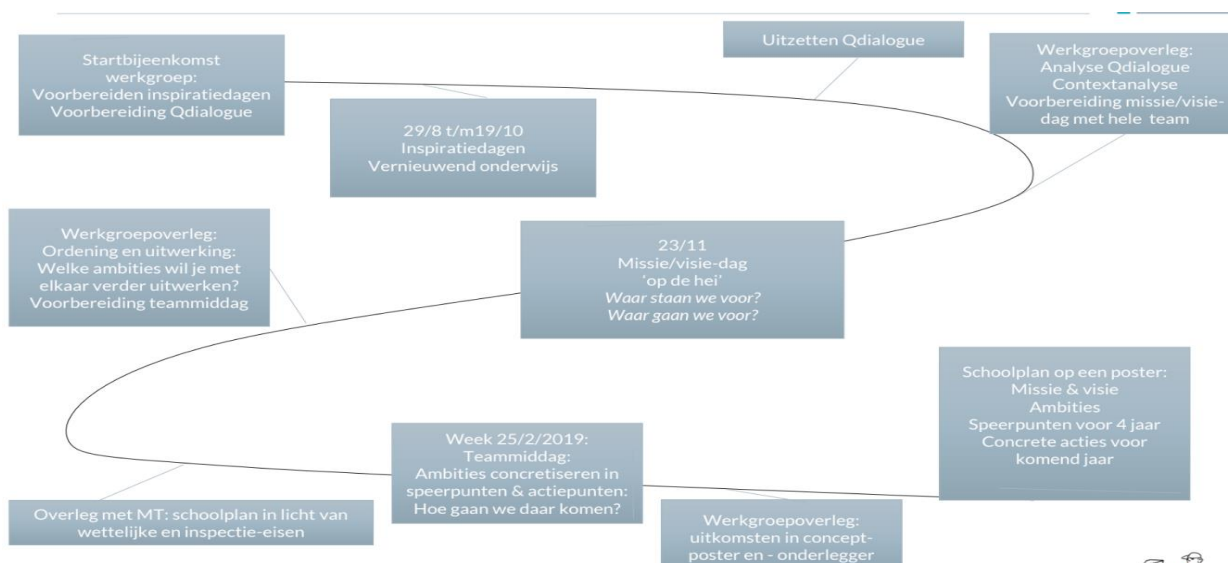 Startbijeenkomst
werkgroep:
Voorbereiden inspiratiedagen
Voorbereiding Qdialogue
29/8 t/m19/10
Inspiratiedagen
Vernieuwend onderwijs
Uitzetten Qdialogue
Werkgroepoverleg:
Analyse Qdialogue
Contextanalyse
Voorbereiding missie/visie-
dag met hele team
23/11
Missie/visie-dag
'op de hei'
Waar staan we voor?
Waar gaan we voor?
Werkgroepoverleg:
Ordening en uitwerking:
Welke ambities wil je met
elkaar verder uitwerken?
Voorbereiding teammiddag
Overleg met MT: schoolplan in licht van
wettelijke en inspectie-eisen
Week 25/2/2019:
Teammiddag:
Ambities concretiseren in
speerpunten & actiepunten:
Hoe gaan we daar komen?
Werkgroepoverleg:
uitkomsten in concept-
poster en - onderlegger
Schoolplan op een poster:
Missie & visie
Ambities
Speerpunten voor 4 jaar
Concrete acties voor
komend jaar